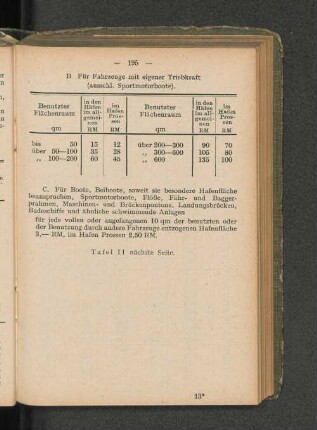 — 195 —
B. Für Fahrzeuge mit eigener Triebkraft
(ausschl. Sportmotorboote).
Benutzter Flächenraum qm | in den Häfen im allgemeinen RM | im Hafen Prossen RM | Benutzter Flächenraum qm | in den Häfen im allgemeinen RM | im Hafen Prossen RM
bis 50 | 15 | 12 | über 200—300 | 90 | 70
über 50—100 | 35 | 28 | „ 300—600 | 105 | 80
„ 100—200 | 60 | 45 | „ 600 | 135 | 100
C. Für Boote, Beiboote, soweit sie besondere Hafenfläche
beanspruchen, Sportmotorboote, Flöße, Fähr- und Bagger-
prahmen, Maschinen- und Brückenpontons, Landungsbrücken,
Badeschiffe und ähnliche schwimmende Anlagen
für jede vollen oder angefangenen 10 qm der benutzten oder
der Benutzung durch andere Fahrzeuge entzogenen Hafenfläche
3,— RM, im Hafen Prossen 2,50 RM.
Tafel II nächste Seite.
13*